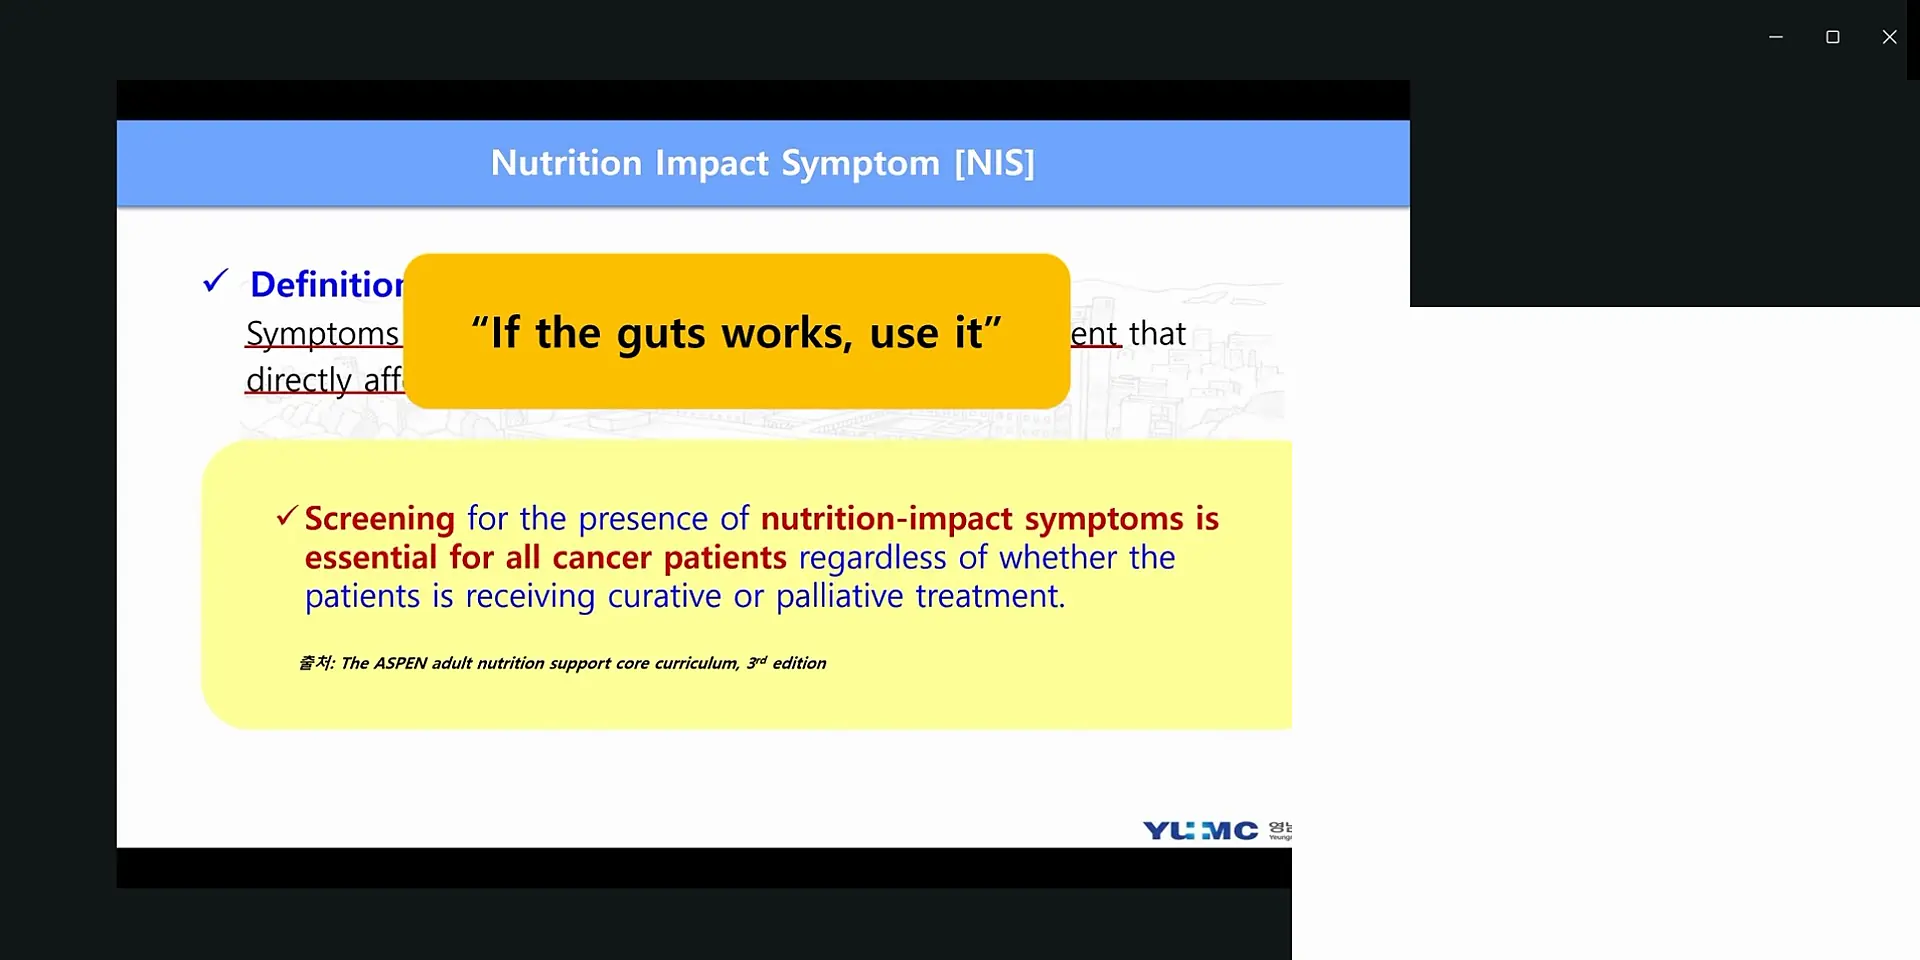 Nutrition Impact Symptom [NIS]
✓ Definition
“If the guts works, use it”
Symptoms ent that
directly aff
✓ Screening for the presence of nutrition-impact symptoms is
essential for all cancer patients regardless of whether the
patients is receiving curative or palliative treatment.
출처: The ASPEN adult nutrition support core curriculum, 3rd edition
YUMC